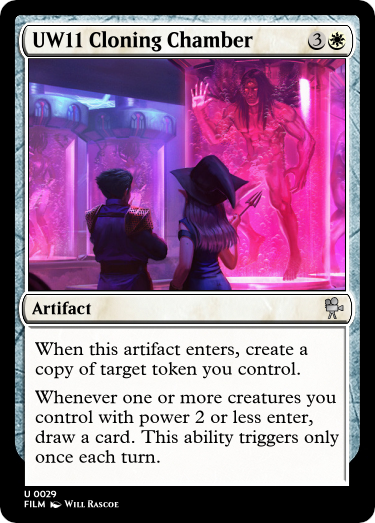 UW11 Cloning Chamber 3
Artifact
When this artifact enters, create a
copy of target token you control.
Whenever one or more creatures you
control with power 2 or less enter,
draw a card. This ability triggers only
once each turn.
U 0029
FILM Will Rascoe